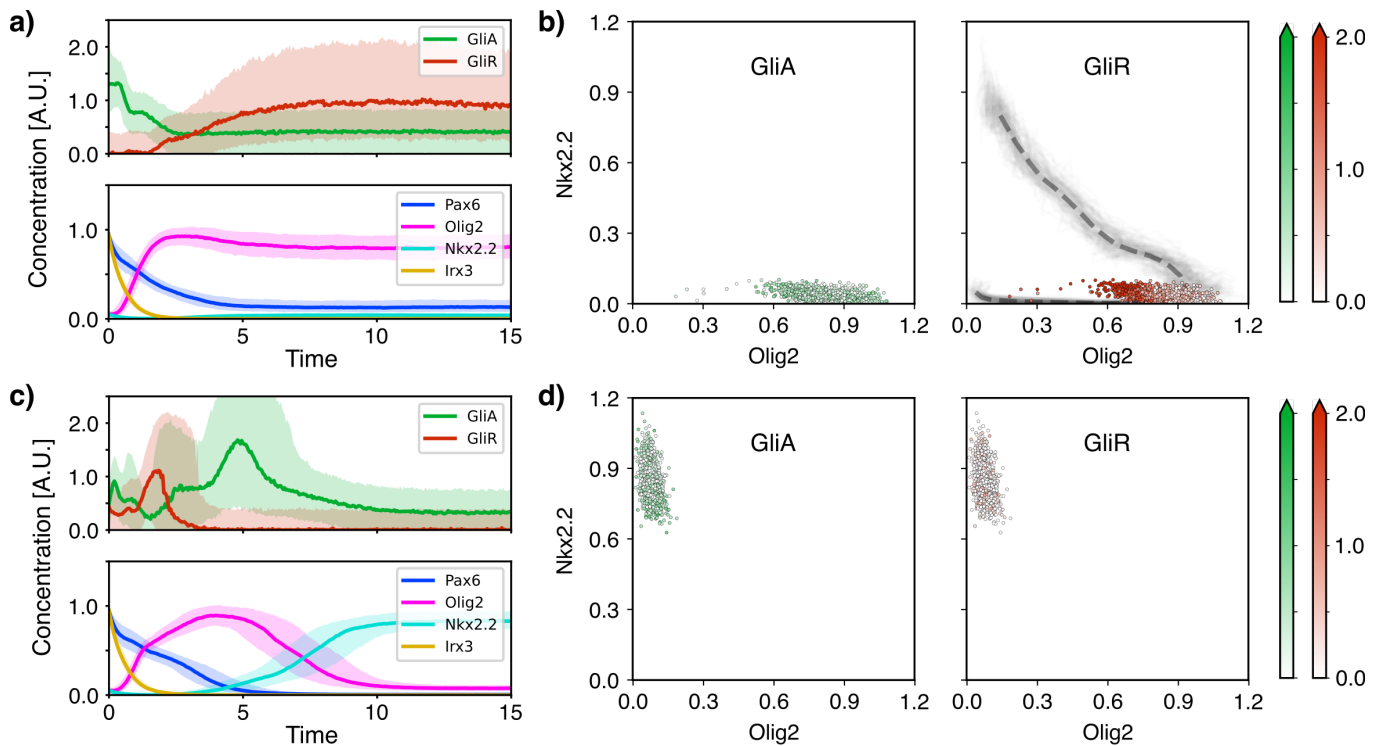 a)
2.0
1.0
0.0
GliA
GliR
1.0
0.0
Pax6
Olig2
Nkx2.2
Irx3
Concentration [A.U.]
0 5 10 15
Time
b)
1.2
0.9
0.6
0.3
0.0
Nkx2.2
GliA
0.0 0.3 0.6 0.9 1.2
Olig2
GliR
0.0 0.3 0.6 0.9 1.2
Olig2
2.0
1.0
0.0
c)
2.0
1.0
0.0
GliA
GliR
1.0
0.0
Pax6
Olig2
Nkx2.2
Irx3
Concentration [A.U.]
0 5 10 15
Time
d)
1.2
0.9
0.6
0.3
0.0
Nkx2.2
GliA
0.0 0.3 0.6 0.9 1.2
Olig2
GliR
0.0 0.3 0.6 0.9 1.2
Olig2
2.0
1.0
0.0